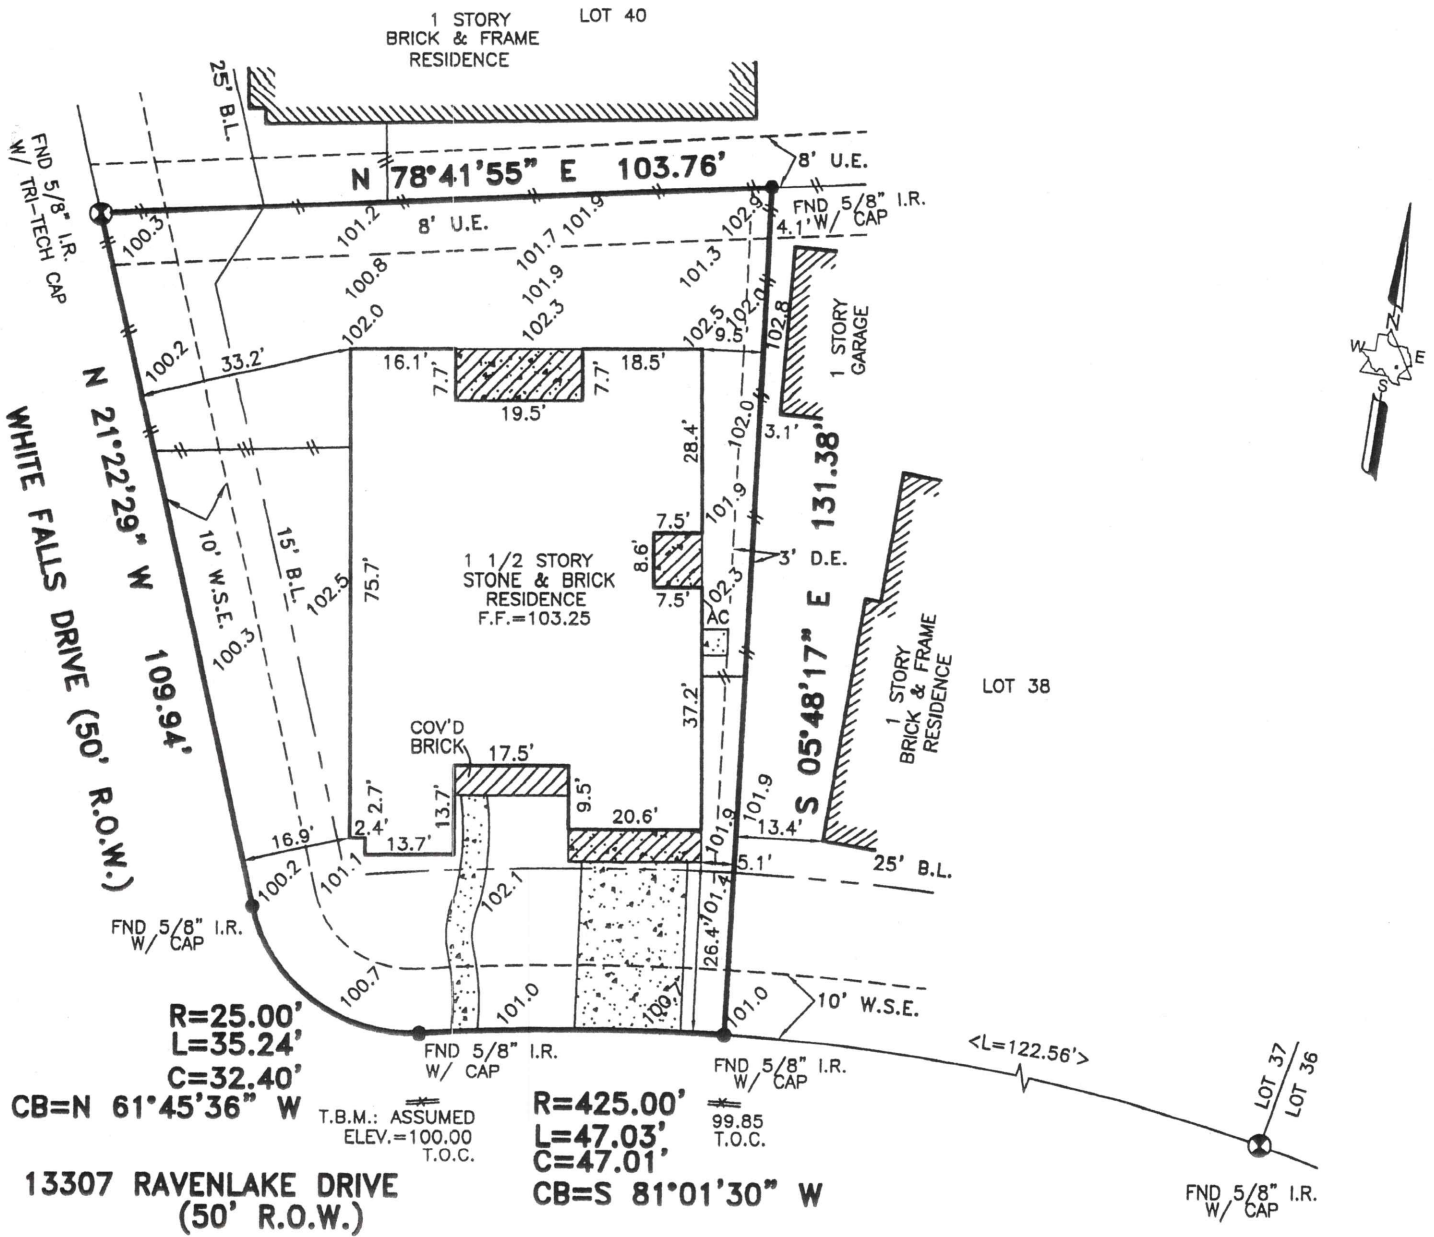 1 STORY
BRICK & FRAME
RESIDENCE
LOT 40
25' B.L.
FND 5/8" I.R.
W/ TRI-TECH CAP
N 78°41'55" E 103.76'
8' U.E.
8' U.E.
FND 5/8" I.R.
W/ CAP
4.1'
100.3
101.2
101.7
101.9
102.9
100.8
101.9
101.3
102.0
102.3
102.5
102.0
102.8
9.5'
1 STORY
GARAGE
N
W
E
S
100.2
33.2'
16.1'
7.7'
19.5'
7.7'
18.5'
28.4'
102.0
3.1'
N 21°22'29" W 109.94'
WHITE FALLS DRIVE (50' R.O.W.)
10' W.S.E.
15' B.L.
102.5
75.7'
100.3
1 1/2 STORY
STONE & BRICK
RESIDENCE
F.F.=103.25
7.5'
8.6'
7.5'
101.9
3' D.E.
102.3
AC
S 05°48'17" E 131.38'
1 STORY
BRICK & FRAME
RESIDENCE
LOT 38
37.2'
COV'D
BRICK
17.5'
9.5'
20.6'
2.7'
2.4'
13.7'
13.7'
16.9'
101.9
101.9
13.4'
5.1'
25' B.L.
100.2
101.1
102.1
101.4
26.4'
FND 5/8" I.R.
W/ CAP
100.7
101.0
100.7
101.0
10' W.S.E.
R=25.00'
L=35.24'
C=32.40'
CB=N 61°45'36" W
FND 5/8" I.R.
W/ CAP
FND 5/8" I.R.
W/ CAP
<L=122.56'>
LOT 37
LOT 36
T.B.M.: ASSUMED
ELEV.=100.00
T.O.C.
R=425.00'
L=47.03'
C=47.01'
CB=S 81°01'30" W
99.85
T.O.C.
13307 RAVENLAKE DRIVE
(50' R.O.W.)
FND 5/8" I.R.
W/ CAP